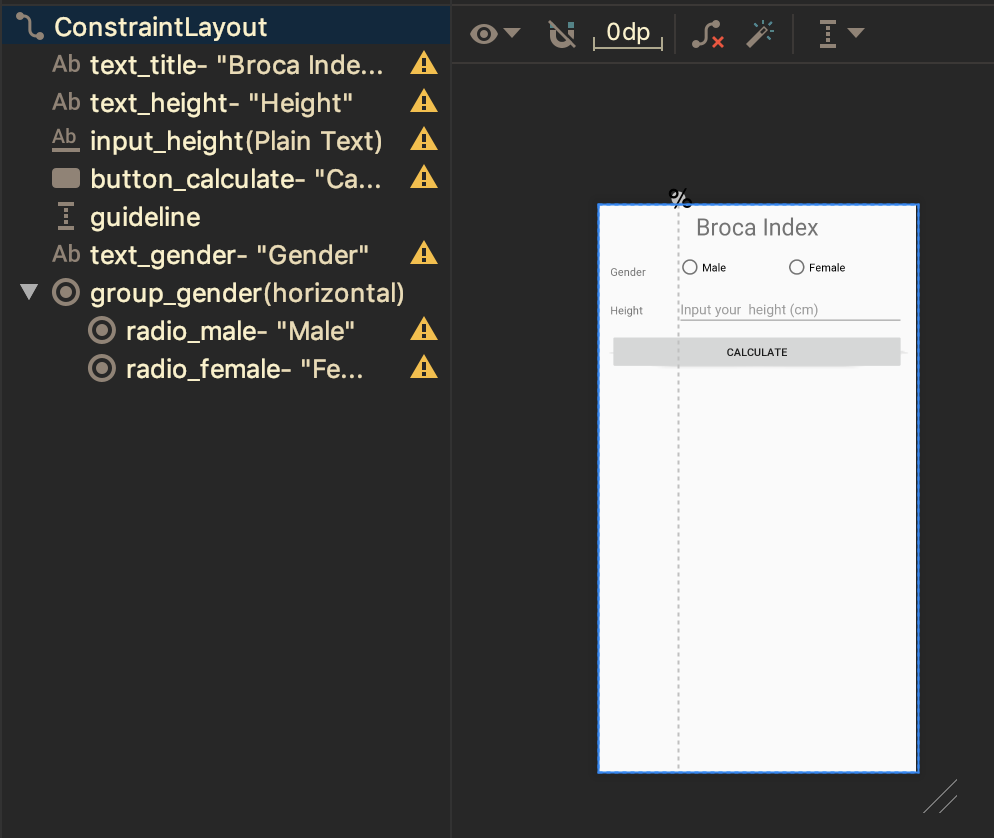 ConstraintLayout
Ab text_title- "Broca Inde...
Ab text_height- "Height"
Ab input_height(Plain Text)
button_calculate- "Ca...
guideline
Ab text_gender- "Gender"
group_gender(horizontal)
radio_male- "Male"
radio_female- "Fe...
0dp
%
Broca Index
Gender Male Female
Height Input your  height (cm)
CALCULATE